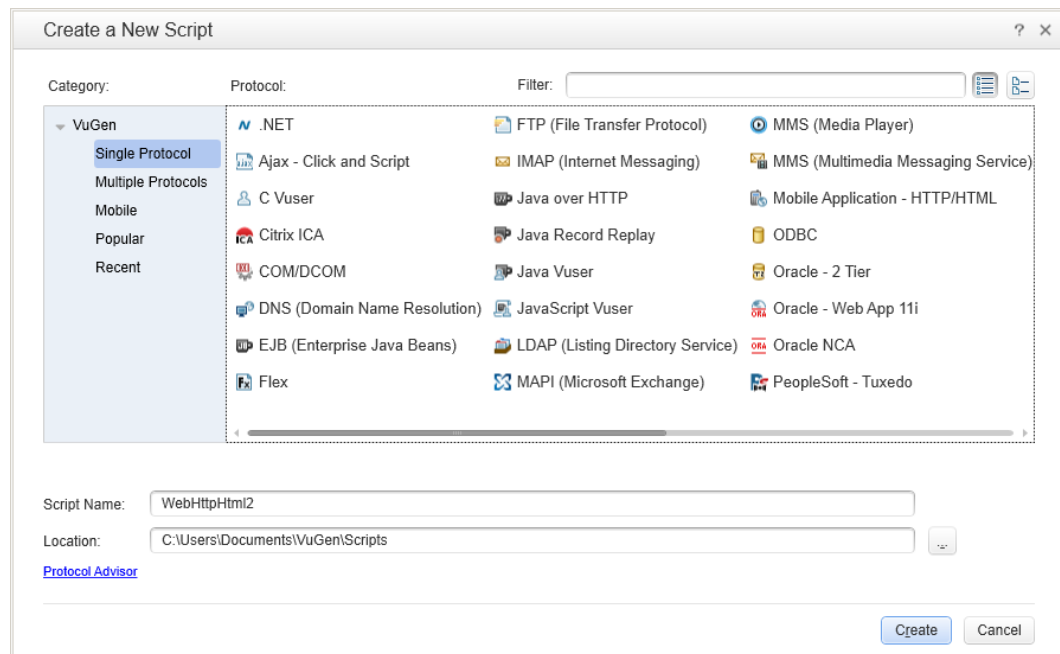 Create a New Script
?
Category:
Protocol:
Filter:
VuGen
Single Protocol
Multiple Protocols
Mobile
Popular
Recent
.NET
FTP (File Transfer Protocol)
MMS (Media Player)
Ajax - Click and Script
IMAP (Internet Messaging)
MMS (Multimedia Messaging Service)
C Vuser
Java over HTTP
Mobile Application - HTTP/HTML
Citrix ICA
Java Record Replay
ODBC
COM/DCOM
Java Vuser
Oracle - 2 Tier
DNS (Domain Name Resolution)
JavaScript Vuser
Oracle - Web App 11i
EJB (Enterprise Java Beans)
LDAP (Listing Directory Service)
Oracle NCA
Flex
MAPI (Microsoft Exchange)
PeopleSoft - Tuxedo
Script Name:
WebHttpHtml2
Location:
C:\Users\Documents\VuGen\Scripts
...
Protocol Advisor
Create
Cancel